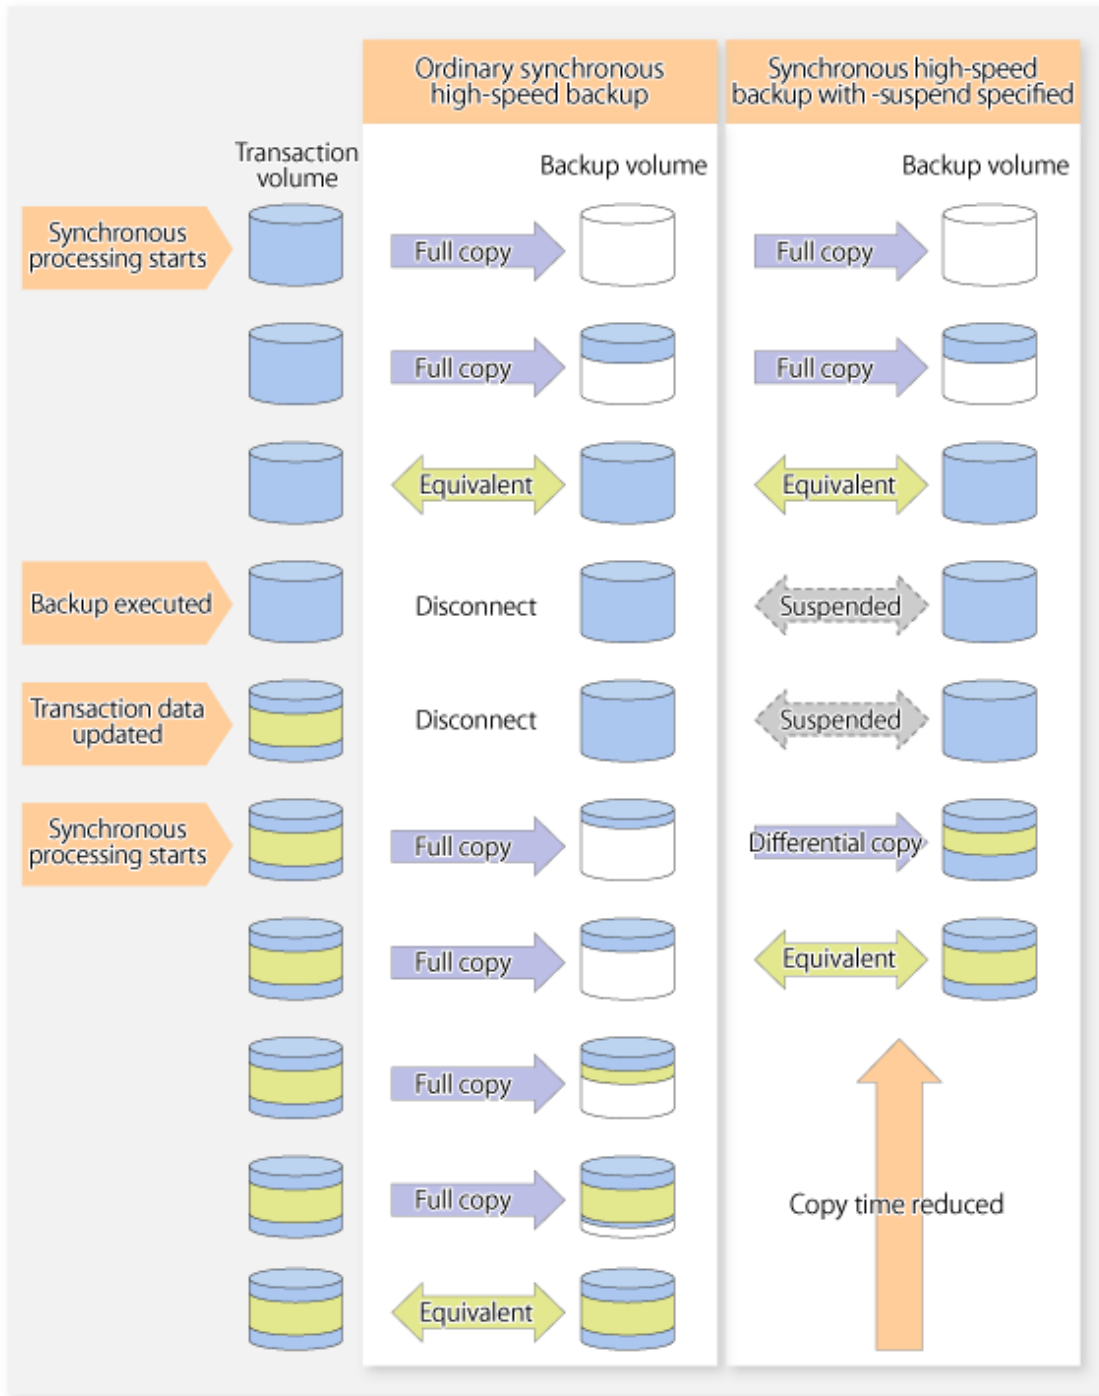 Ordinary synchronous
high-speed backup
Synchronous high-speed
backup with -suspend specified
Transaction
volume
Backup volume
Backup volume
Synchronous
processing starts
Full copy
Full copy
Full copy
Full copy
Equivalent
Equivalent
Backup executed
Disconnect
Suspended
Transaction data
updated
Disconnect
Suspended
Synchronous
processing starts
Full copy
Differential copy
Full copy
Equivalent
Full copy
Full copy
Copy time reduced
Equivalent